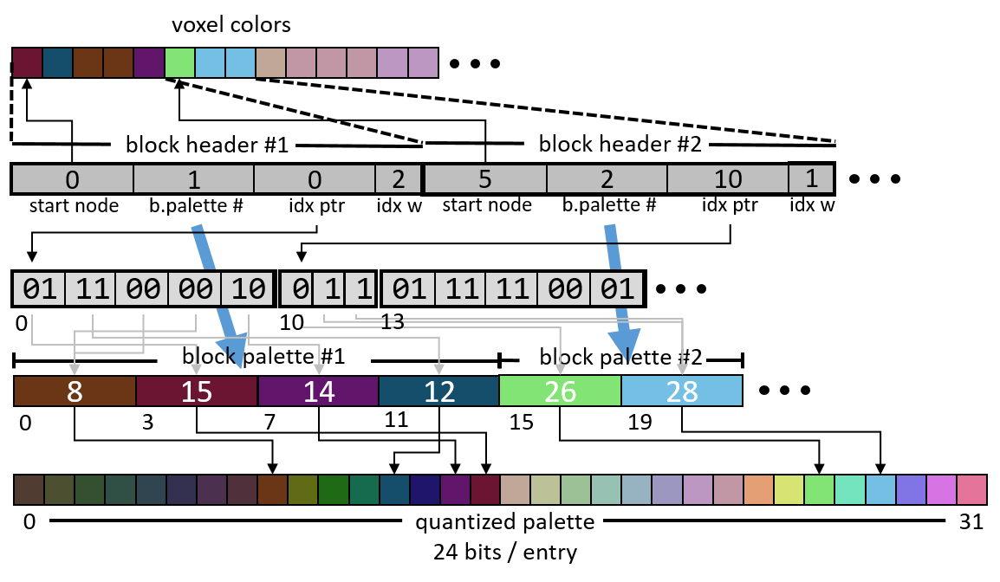 voxel colors
block header #1 block header #2
0 1 0 2 5 2 10 1
start node b.palette # idx ptr idx w start node b.palette # idx ptr idx w
01 11 00 00 10 0 1 1 01 11 11 00 01
0 10 13
block palette #1 block palette #2
8 15 14 12 26 28
0 3 7 11 15 19
0 quantized palette 31
24 bits / entry